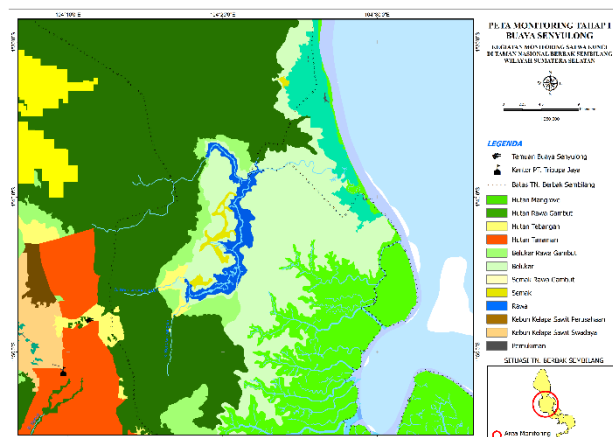 PETA MONITORING TAHAP I
BUAYA SENYULONG
KEGIATAN MONITORING SATWA KUNCI
DI TAMAN NASIONAL BERBAK SEMBILANG
WILAYAH SUMATERA SELATAN
LEGENDA
Temuan Buaya Senyulong
Kantor PT. Tripupa Jaya
Batas TN. Berbak Sembilang
Hutan Mangrove
Hutan Rawa Gambut
Hutan Tebangan
Hutan Tanaman
Belukar Rawa Gambut
Belukar
Semak Rawa Gambut
Semak
Rawa
Kebun Kelapa Sawit Perusahaan
Kebun Kelapa Sawit Swadaya
Pemukiman
SITUASI TN. BERBAK SEMBILANG
Area Monitoring